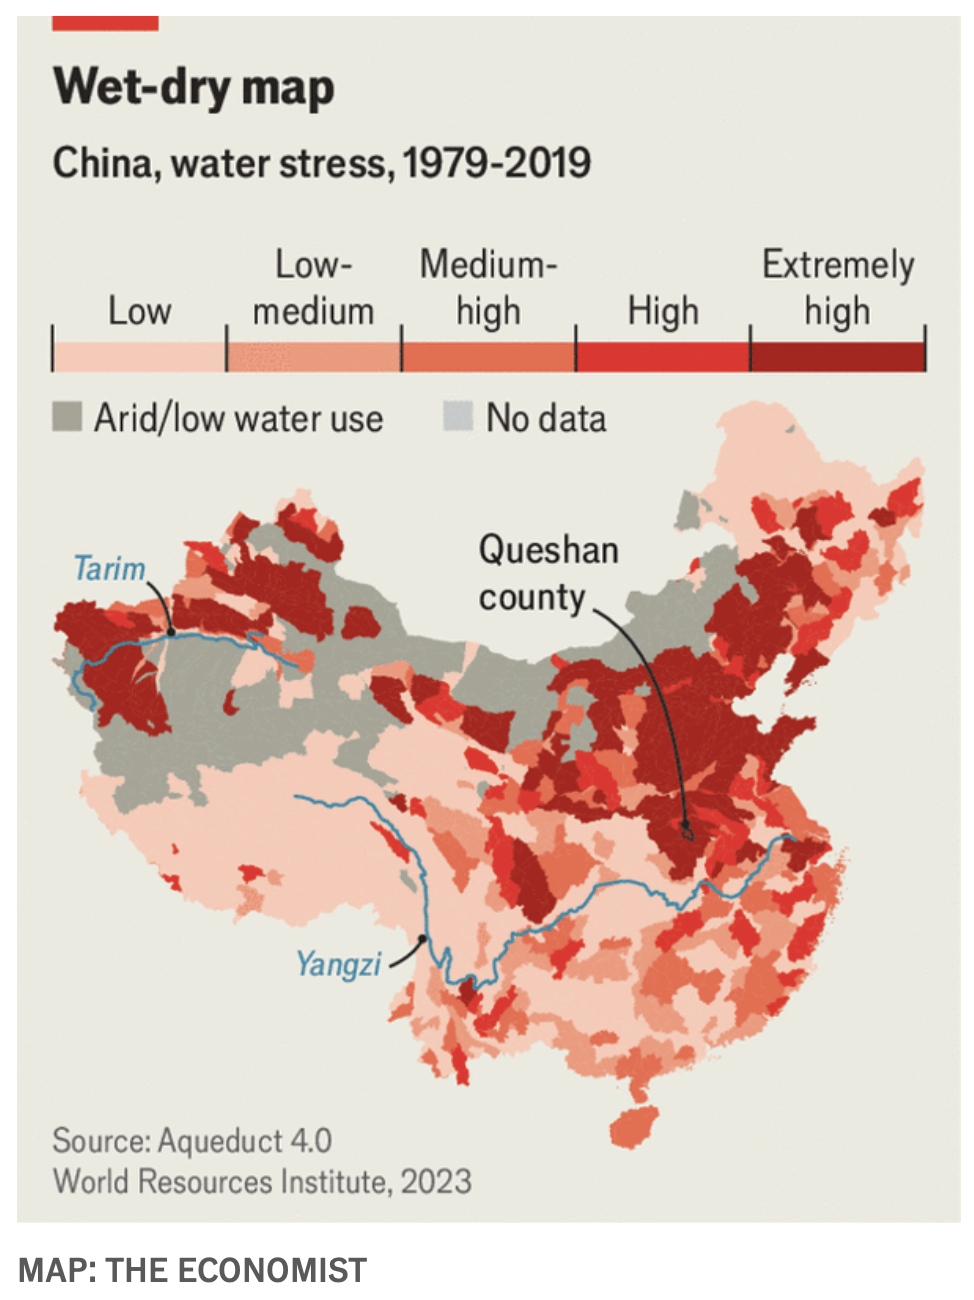 Wet-dry map
China, water stress, 1979-2019
Low
Low-
medium
Medium-
high
High
Extremely
high
Arid/low water use
No data
Tarim
Queshan
county
Yangzi
Source: Aqueduct 4.0
World Resources Institute, 2023
MAP: THE ECONOMIST